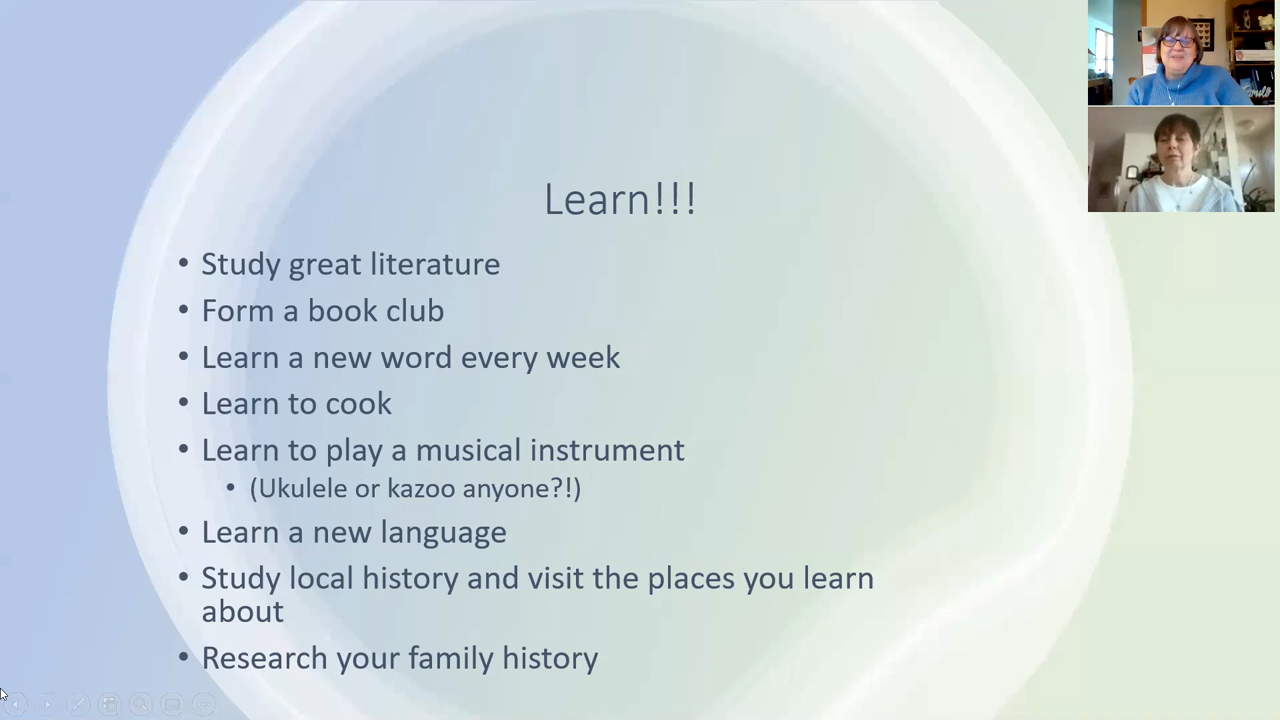 Learn!!!
• Study great literature
• Form a book club
• Learn a new word every week
• Learn to cook
• Learn to play a musical instrument
• (Ukulele or kazoo anyone?!)
• Learn a new language
• Study local history and visit the places you learn
about
• Research your family history